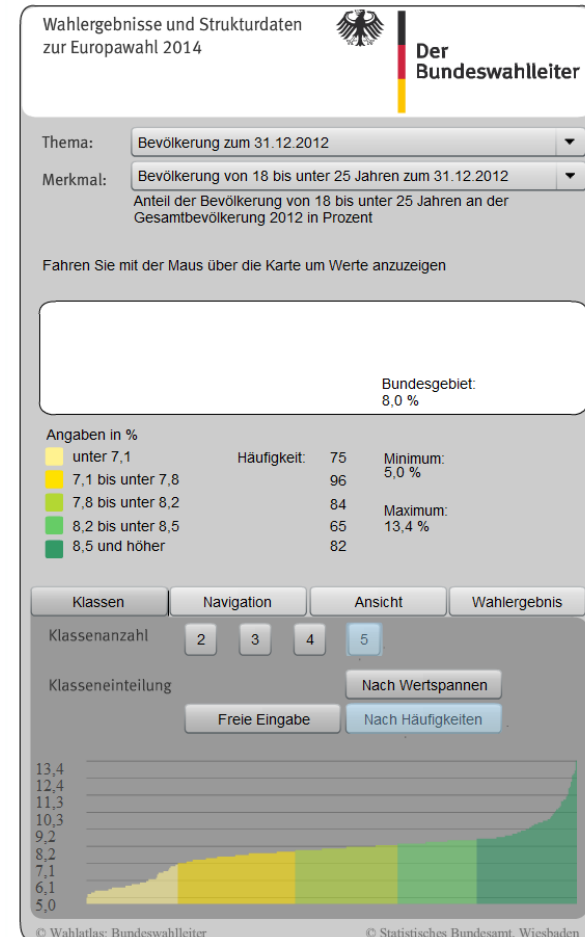 Wahlergebnisse und Strukturdaten
zur Europawahl 2014
Der
Bundeswahlleiter
Thema: Bevölkerung zum 31.12.2012
Merkmal: Bevölkerung von 18 bis unter 25 Jahren zum 31.12.2012
Anteil der Bevölkerung von 18 bis unter 25 Jahren an der
Gesamtbevölkerung 2012 in Prozent
Fahren Sie mit der Maus über die Karte um Werte anzuzeigen
Bundesgebiet:
8,0 %
Angaben in %
unter 7,1 Häufigkeit: 75 Minimum:
7,1 bis unter 7,8 96 5,0 %
7,8 bis unter 8,2 84 Maximum:
8,2 bis unter 8,5 65 13,4 %
8,5 und höher 82
Klassen Navigation Ansicht Wahlergebnis
Klassenanzahl 2 3 4 5
Klasseneinteilung Nach Wertspannen
Freie Eingabe Nach Häufigkeiten
13,4
12,4
11,3
10,3
9,2
8,2
7,1
6,1
5,0
© Wahlatlas: Bundeswahlleiter © Statistisches Bundesamt, Wiesbaden